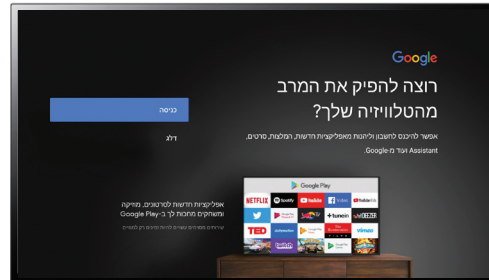 Google
רוצה להפיק את המרב
מהטלוויזיה שלך?
אפשר להיכנס לחשבון וליהנות מאפליקציות חדשות, המלצות, סרטים,
Assistant ועוד מ-Google.
כניסה
דלג
אפליקציות חדשות לסרטונים, מוזיקה
ומשחקים מחכות לך ב-Google Play
Google Play
NETFLIX Spotify YouTube Video
TED tunein DEEZER
vimeo
twitch